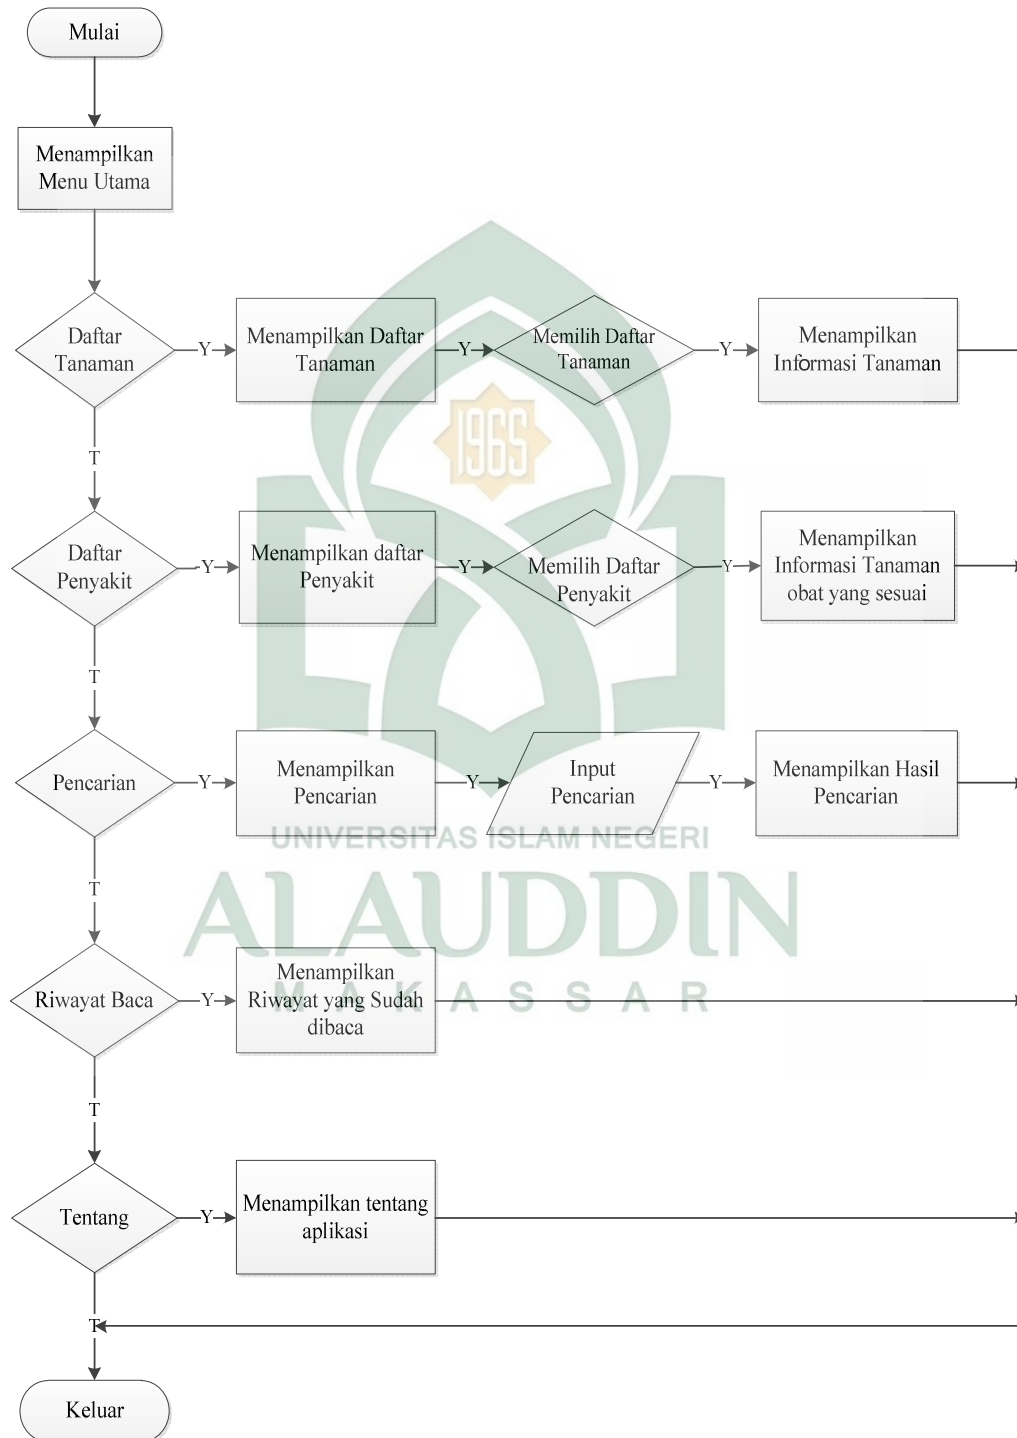 Mulai
Menampilkan
Menu Utama
Daftar
Tanaman
Y
Menampilkan Daftar
Tanaman
Y
Memilih Daftar
Tanaman
Y
Menampilkan
Informasi Tanaman
1965
T
Daftar
Penyakit
Y
Menampilkan daftar
Penyakit
Y
Memilih Daftar
Penyakit
Y
Menampilkan
Informasi Tanaman
obat yang sesuai
T
Pencarian
Y
Menampilkan
Pencarian
Y
Input
Pencarian
Y
Menampilkan Hasil
Pencarian
UNIVERSITAS ISLAM NEGERI
T
ALAUDDIN
Riwayat Baca
Y
Menampilkan
Riwayat yang Sudah
dibaca
MAKASSAR
T
Tentang
Y
Menampilkan tentang
aplikasi
T
Keluar